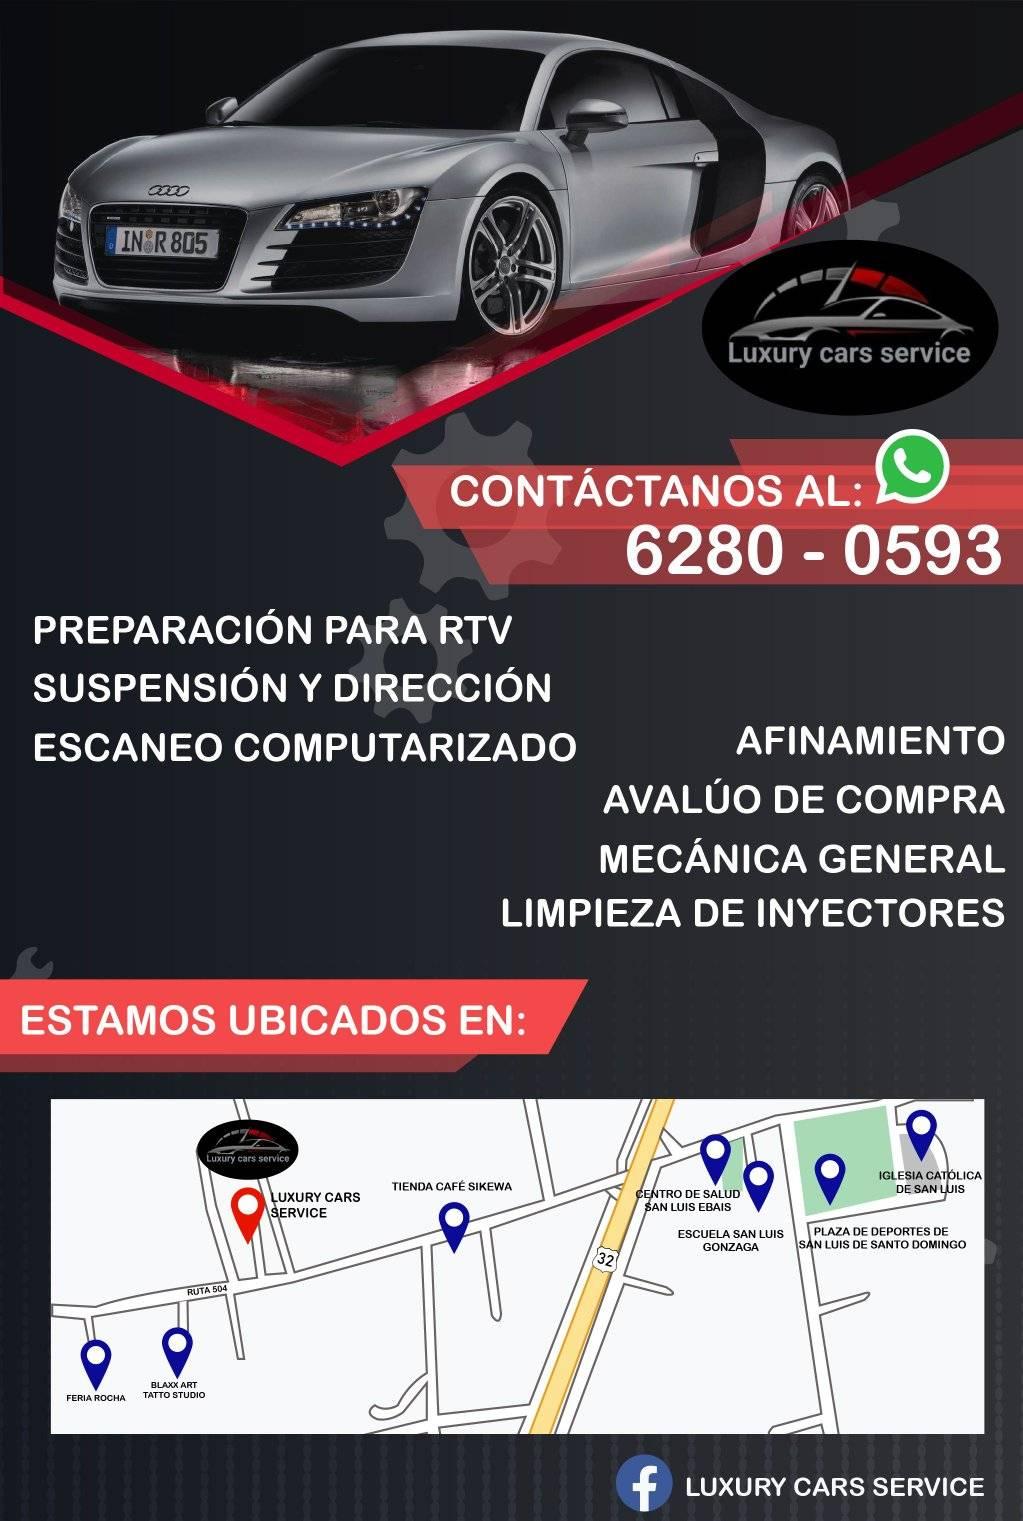 IN R 805
Luxury cars service
CONTÁCTANOS AL:
6280 - 0593
PREPARACIÓN PARA RTV
SUSPENSIÓN Y DIRECCIÓN
ESCANEO COMPUTARIZADO
AFINAMIENTO
AVALÚO DE COMPRA
MECÁNICA GENERAL
LIMPIEZA DE INYECTORES
ESTAMOS UBICADOS EN:
Luxury cars service
LUXURY CARS
SERVICE
TIENDA CAFÉ SIKEWA
CENTRO DE SALUD
SAN LUIS EBAIS
ESCUELA SAN LUIS
GONZAGA
PLAZA DE DEPORTES DE
SAN LUIS DE SANTO DOMINGO
IGLESIA CATÓLICA
DE SAN LUIS
32
RUTA 504
FERIA ROCHA
BLAXX ART
TATTO STUDIO
LUXURY CARS SERVICE